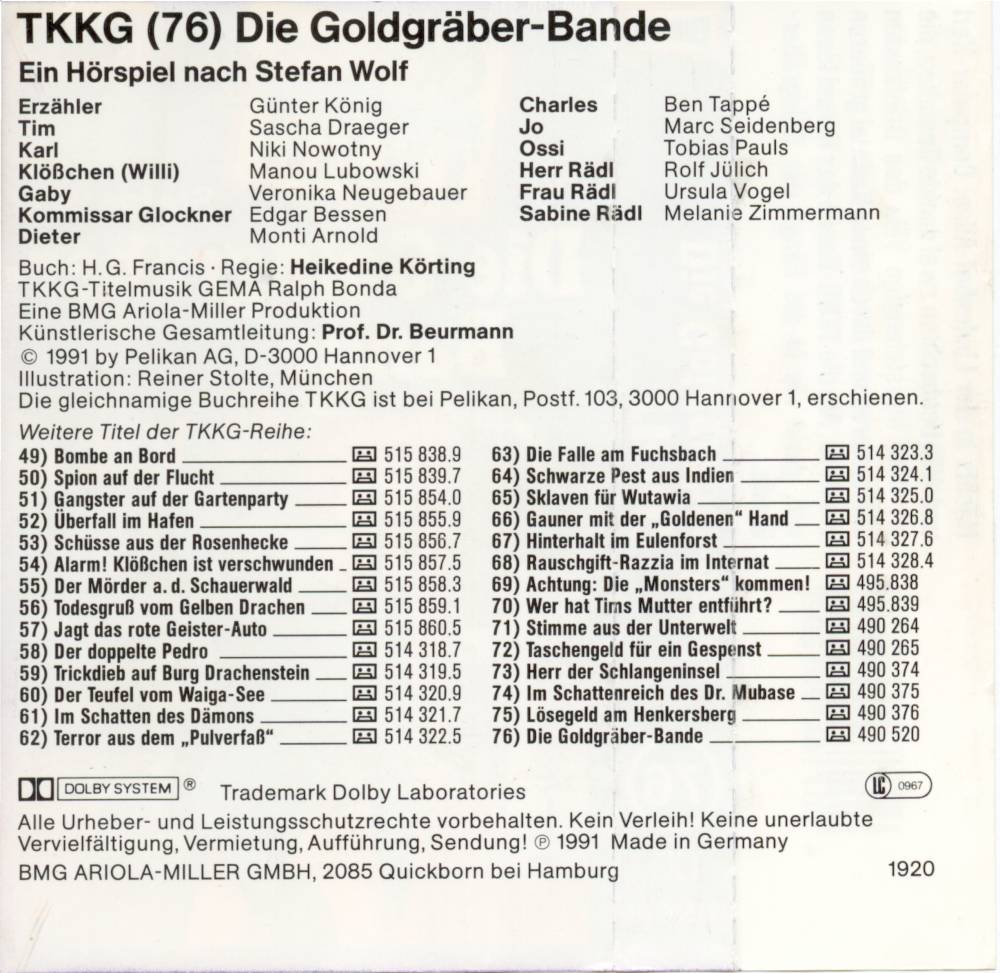 TKKG (76) Die Goldgräber-Bande
Ein Hörspiel nach Stefan Wolf
Erzähler Günter König
Tim Sascha Draeger
Karl Niki Nowotny
Klößchen (Willi) Manou Lubowski
Gaby Veronika Neugebauer
Kommissar Glockner Edgar Bessen
Dieter Monti Arnold
Charles Ben Tappé
Jo Marc Seidenberg
Ossi Tobias Pauls
Herr Rädl Rolf Jülich
Frau Rädl Ursula Vogel
Sabine Rädl Melanie Zimmermann
Buch: H. G. Francis · Regie: Heikedine Körting
TKKG-Titelmusik GEMA Ralph Bonda
Eine BMG Ariola-Miller Produktion
Künstlerische Gesamtleitung: Prof. Dr. Beurmann
© 1991 by Pelikan AG, D-3000 Hannover 1
Illustration: Reiner Stolte, München
Die gleichnamige Buchreihe TKKG ist bei Pelikan, Postf. 103, 3000 Hannover 1, erschienen.
Weitere Titel der TKKG-Reihe:
49) Bombe an Bord 515 838.9
50) Spion auf der Flucht 515 839.7
51) Gangster auf der Gartenparty 515 854.0
52) Überfall im Hafen 515 855.9
53) Schüsse aus der Rosenhecke 515 856.7
54) Alarm! Klößchen ist verschwunden 515 857.5
55) Der Mörder a. d. Schauerwald 515 858.3
56) Todesgruß vom Gelben Drachen 515 859.1
57) Jagt das rote Geister-Auto 515 860.5
58) Der doppelte Pedro 514 318.7
59) Trickdieb auf Burg Drachenstein 514 319.5
60) Der Teufel vom Waiga-See 514 320.9
61) Im Schatten des Dämons 514 321.7
62) Terror aus dem „Pulverfaß“ 514 322.5
63) Die Falle am Fuchsbach 514 323.3
64) Schwarze Pest aus Indien 514 324.1
65) Sklaven für Wutawia 514 325.0
66) Gauner mit der „Goldenen“ Hand 514 326.8
67) Hinterhalt im Eulenforst 514 327.6
68) Rauschgift-Razzia im Internat 514 328.4
69) Achtung: Die „Monsters“ kommen! 495.838
70) Wer hat Tims Mutter entführt? 495.839
71) Stimme aus der Unterwelt 490 264
72) Taschengeld für ein Gespenst 490 265
73) Herr der Schlangeninsel 490 374
74) Im Schattenreich des Dr. Mubase 490 375
75) Lösegeld am Henkersberg 490 376
76) Die Goldgräber-Bande 490 520
DOLBY SYSTEM ® Trademark Dolby Laboratories
LC 0967
Alle Urheber- und Leistungsschutzrechte vorbehalten. Kein Verleih! Keine unerlaubte
Vervielfältigung, Vermietung, Aufführung, Sendung! ℗ 1991 Made in Germany
BMG ARIOLA-MILLER GMBH, 2085 Quickborn bei Hamburg 1920